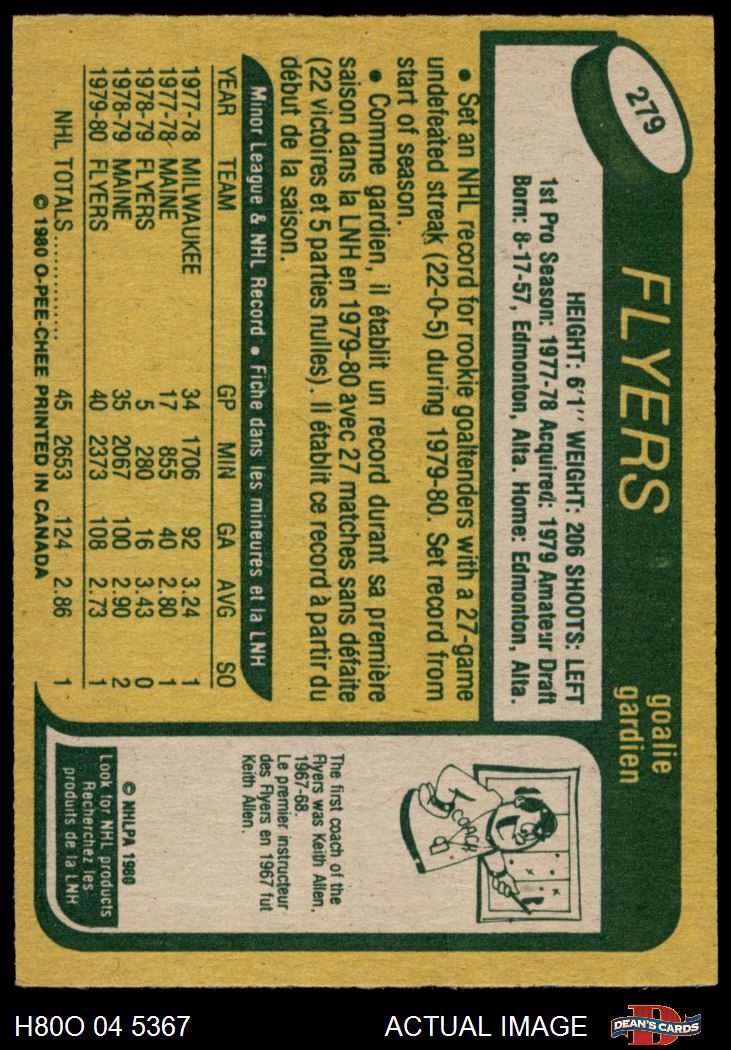 279
FLYERS
goalie
gardien
HEIGHT: 6'1" WEIGHT: 206 SHOOTS: LEFT
1st Pro Season: 1977-78 Acquired: 1979 Amateur Draft
Born: 8-17-57, Edmonton, Alta. Home: Edmonton, Alta.
• Set an NHL record for rookie goaltenders with a 27-game
undefeated streak (22-0-5) during 1979-80. Set record from
start of season.
• Comme gardien, il établit un record durant sa première
saison dans la LNH en 1979-80 avec 27 matches sans défaite
(22 victoires et 5 parties nulles). Il établit ce record à partir du
début de la saison.
Minor League & NHL Record • Fiche dans les mineures et la LNH
YEAR TEAM GP MIN GA AVG SO
1977-78 MILWAUKEE 34 1706 92 3.24 1
1977-78 MAINE 17 855 40 2.80 1
1978-79 FLYERS 5 280 16 3.43 0
1978-79 MAINE 35 2067 100 2.90 2
1979-80 FLYERS 40 2373 108 2.73 1
NHL TOTALS .............. 45 2653 124 2.86 1
© 1980 O-PEE-CHEE PRINTED IN CANADA
COACH
The first coach of the
Flyers was Keith Allen,
1967-68.
Le premier instructeur
des Flyers en 1967 fut
Keith Allen.
© NHLPA 1980
Look for NHL products
Recherchez les
produits de la LNH
H80O 04 5367
ACTUAL IMAGE
D
DEAN'S CARDS